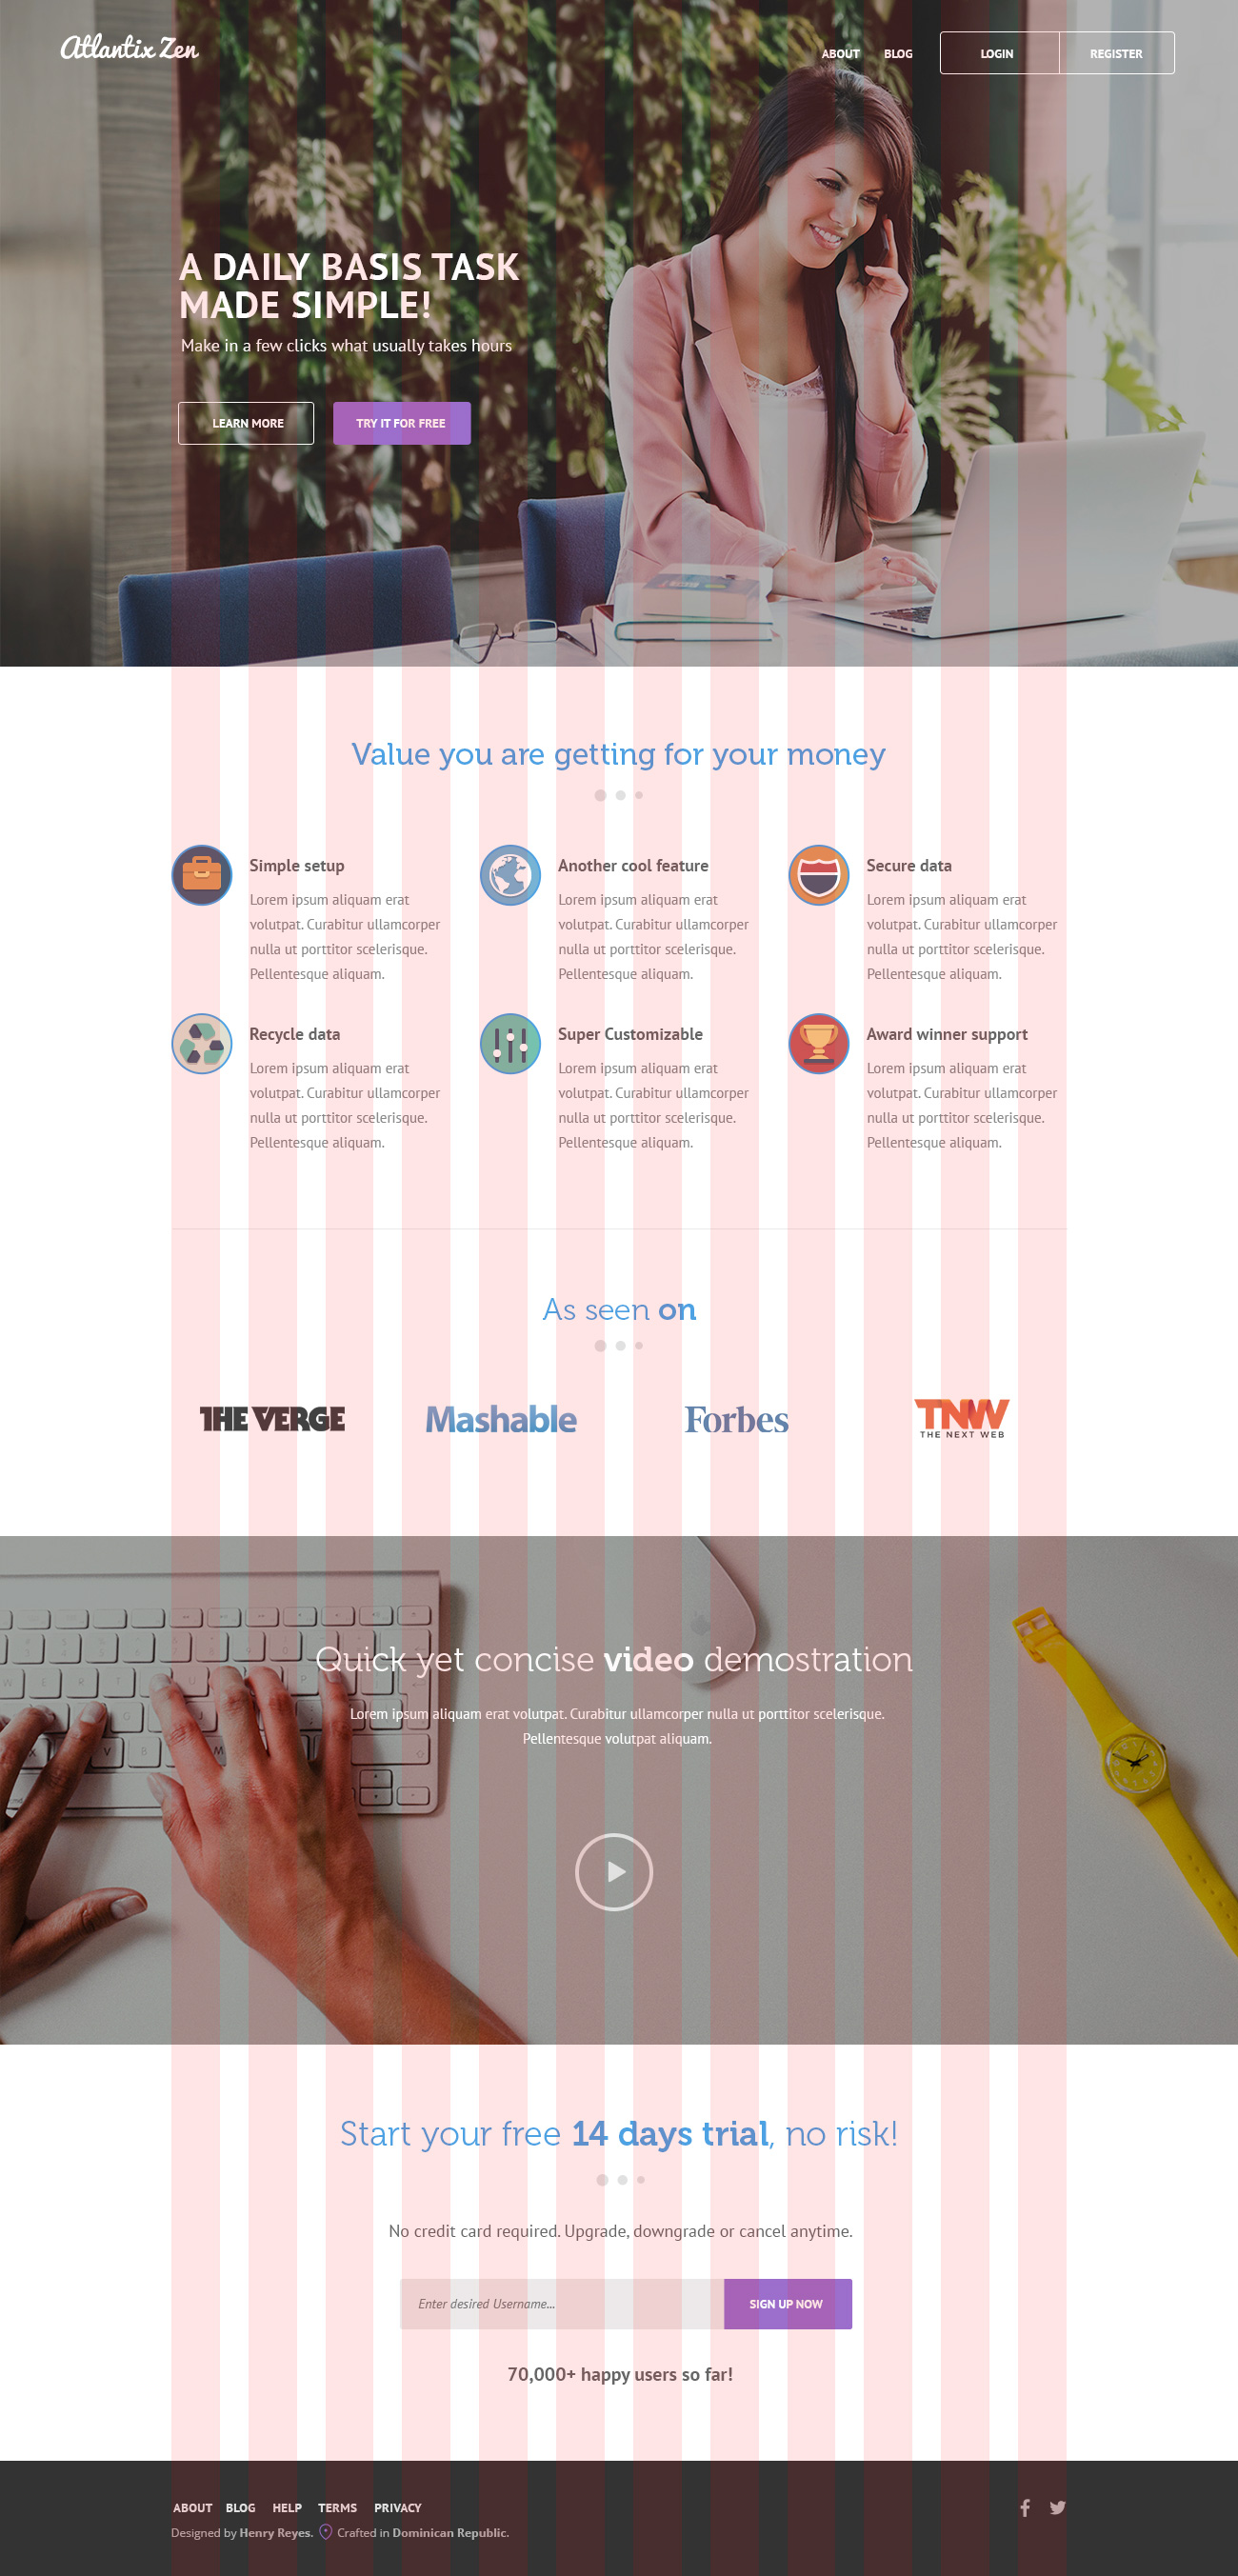 Atlantix Zen
ABOUT BLOG LOGIN REGISTER
A DAILY BASIS TASK
MADE SIMPLE!
Make in a few clicks what usually takes hours
LEARN MORE TRY IT FOR FREE
Value you are getting for your money
Simple setup
Lorem ipsum aliquam erat
volutpat. Curabitur ullamcorper
nulla ut porttitor scelerisque.
Pellentesque aliquam.
Another cool feature
Lorem ipsum aliquam erat
volutpat. Curabitur ullamcorper
nulla ut porttitor scelerisque.
Pellentesque aliquam.
Secure data
Lorem ipsum aliquam erat
volutpat. Curabitur ullamcorper
nulla ut porttitor scelerisque.
Pellentesque aliquam.
Recycle data
Lorem ipsum aliquam erat
volutpat. Curabitur ullamcorper
nulla ut porttitor scelerisque.
Pellentesque aliquam.
Super Customizable
Lorem ipsum aliquam erat
volutpat. Curabitur ullamcorper
nulla ut porttitor scelerisque.
Pellentesque aliquam.
Award winner support
Lorem ipsum aliquam erat
volutpat. Curabitur ullamcorper
nulla ut porttitor scelerisque.
Pellentesque aliquam.
As seen on
THE VERGE Mashable Forbes TNW
THE NEXT WEB
Quick yet concise video demostration
Lorem ipsum aliquam erat volutpat. Curabitur ullamcorper nulla ut porttitor scelerisque.
Pellentesque volutpat aliquam.
Start your free 14 days trial, no risk!
No credit card required. Upgrade, downgrade or cancel anytime.
Enter desired Username... SIGN UP NOW
70,000+ happy users so far!
ABOUT BLOG HELP TERMS PRIVACY
Designed by Henry Reyes. Crafted in Dominican Republic.